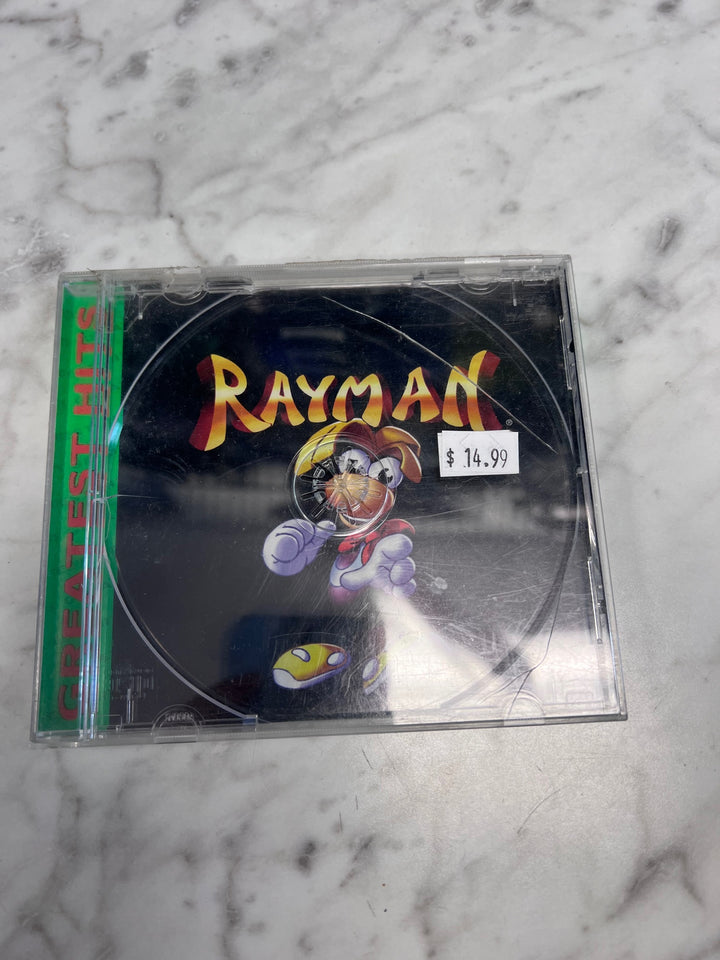 GREATEST HITS
RAYMAN
®
$ 14.99